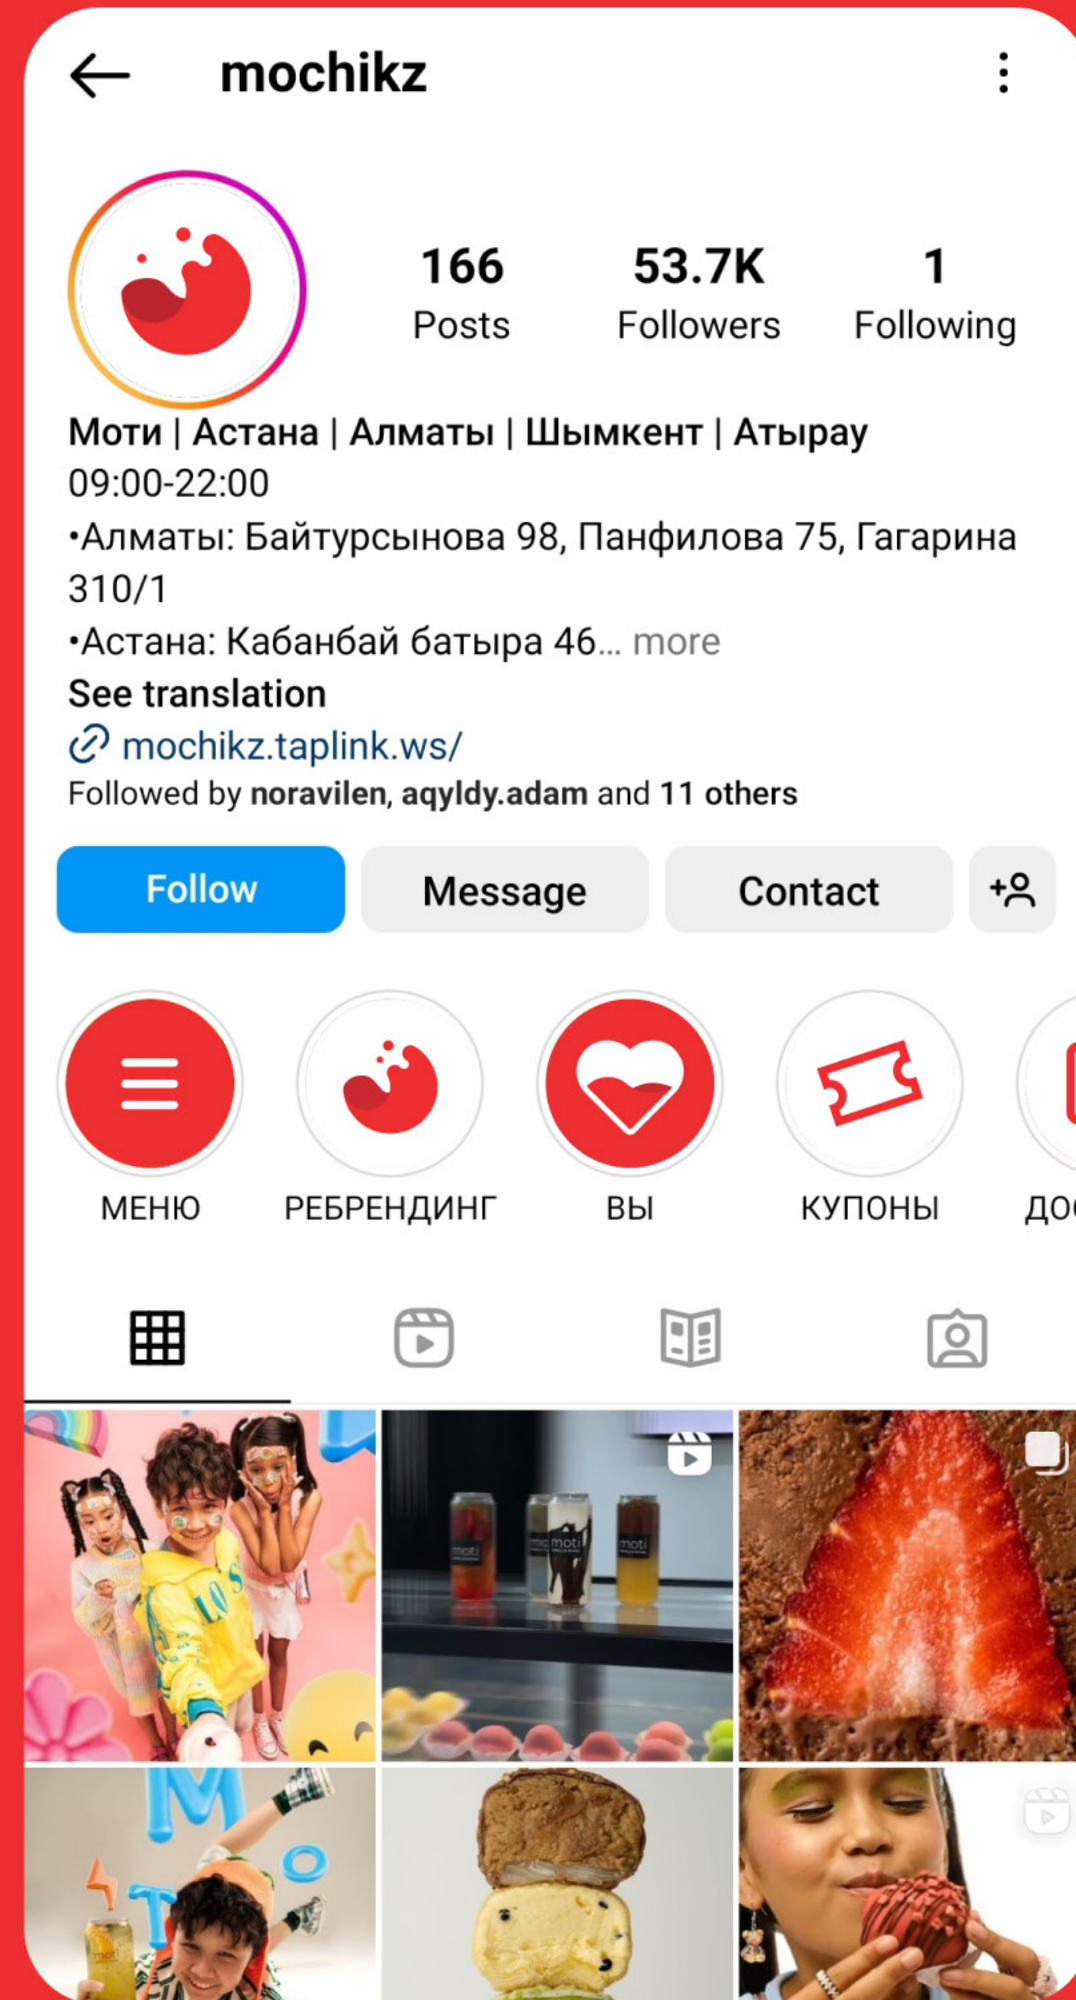 mochikz
166 53.7K 1
Posts Followers Following
Моти | Астана | Алматы | Шымкент | Атырау
09:00-22:00
•Алматы: Байтурсынова 98, Панфилова 75, Гагарина
310/1
•Астана: Кабанбай батыра 46... more
See translation
mochikz.taplink.ws/
Followed by noravilen, aqyldy.adam and 11 others
Follow Message Contact
МЕНЮ РЕБРЕНДИНГ ВЫ КУПОНЫ
LO S
moti moti moti
M
O
T
moti